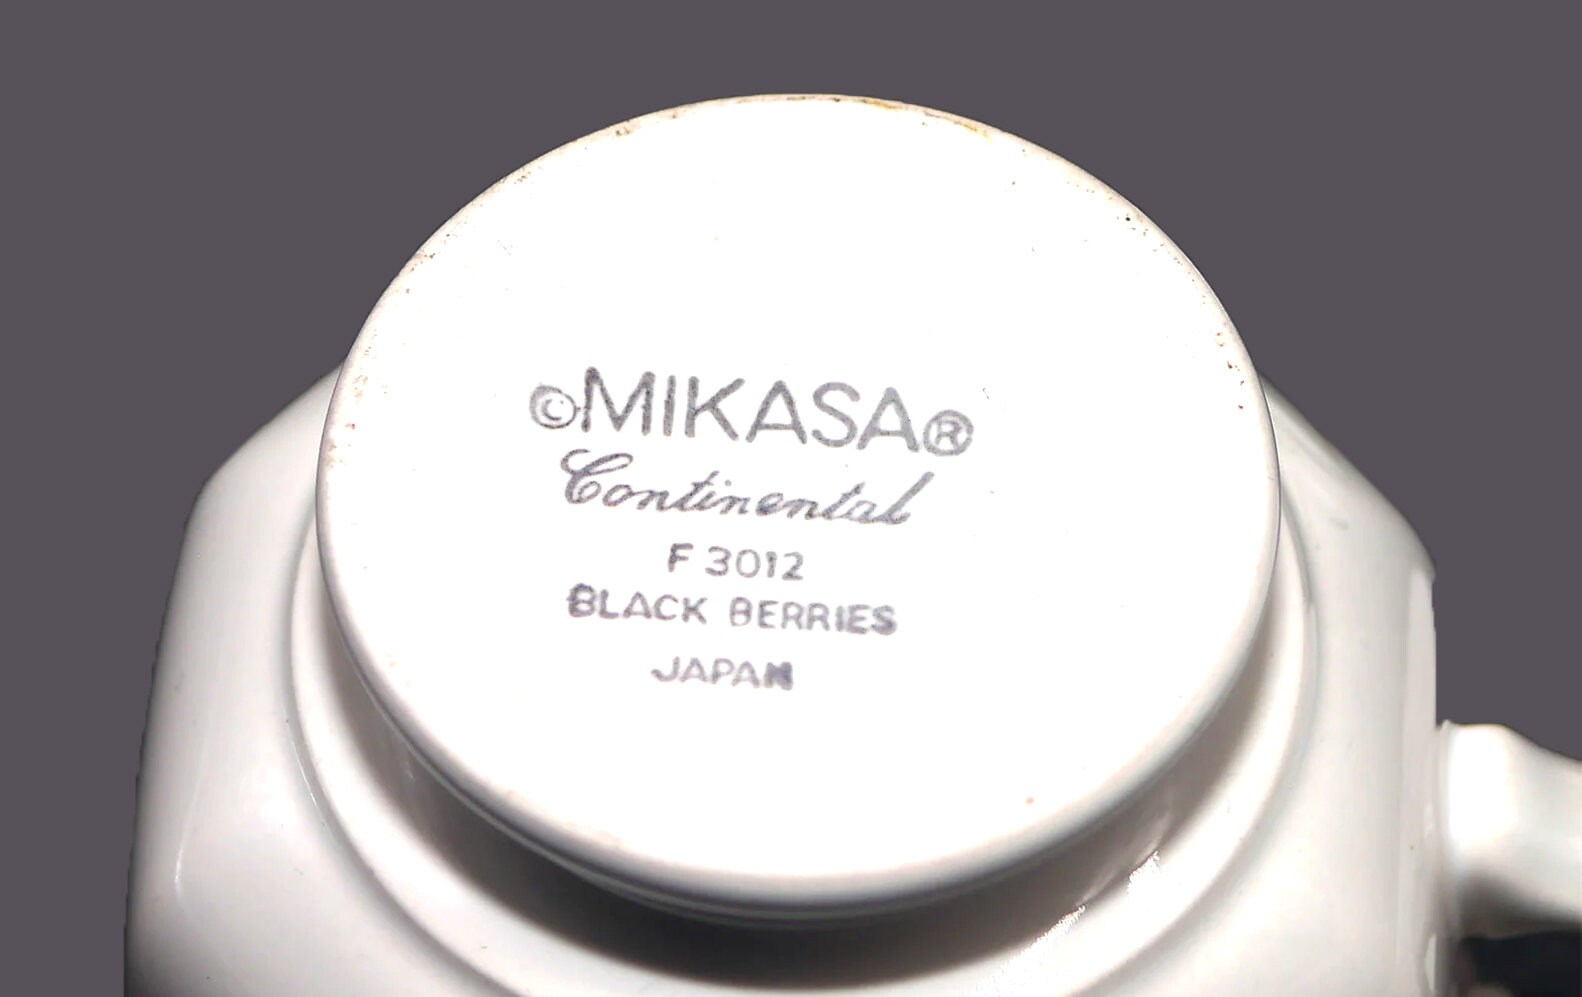 ©MIKASA®
Continental
F 3012
BLACK BERRIES
JAPAN